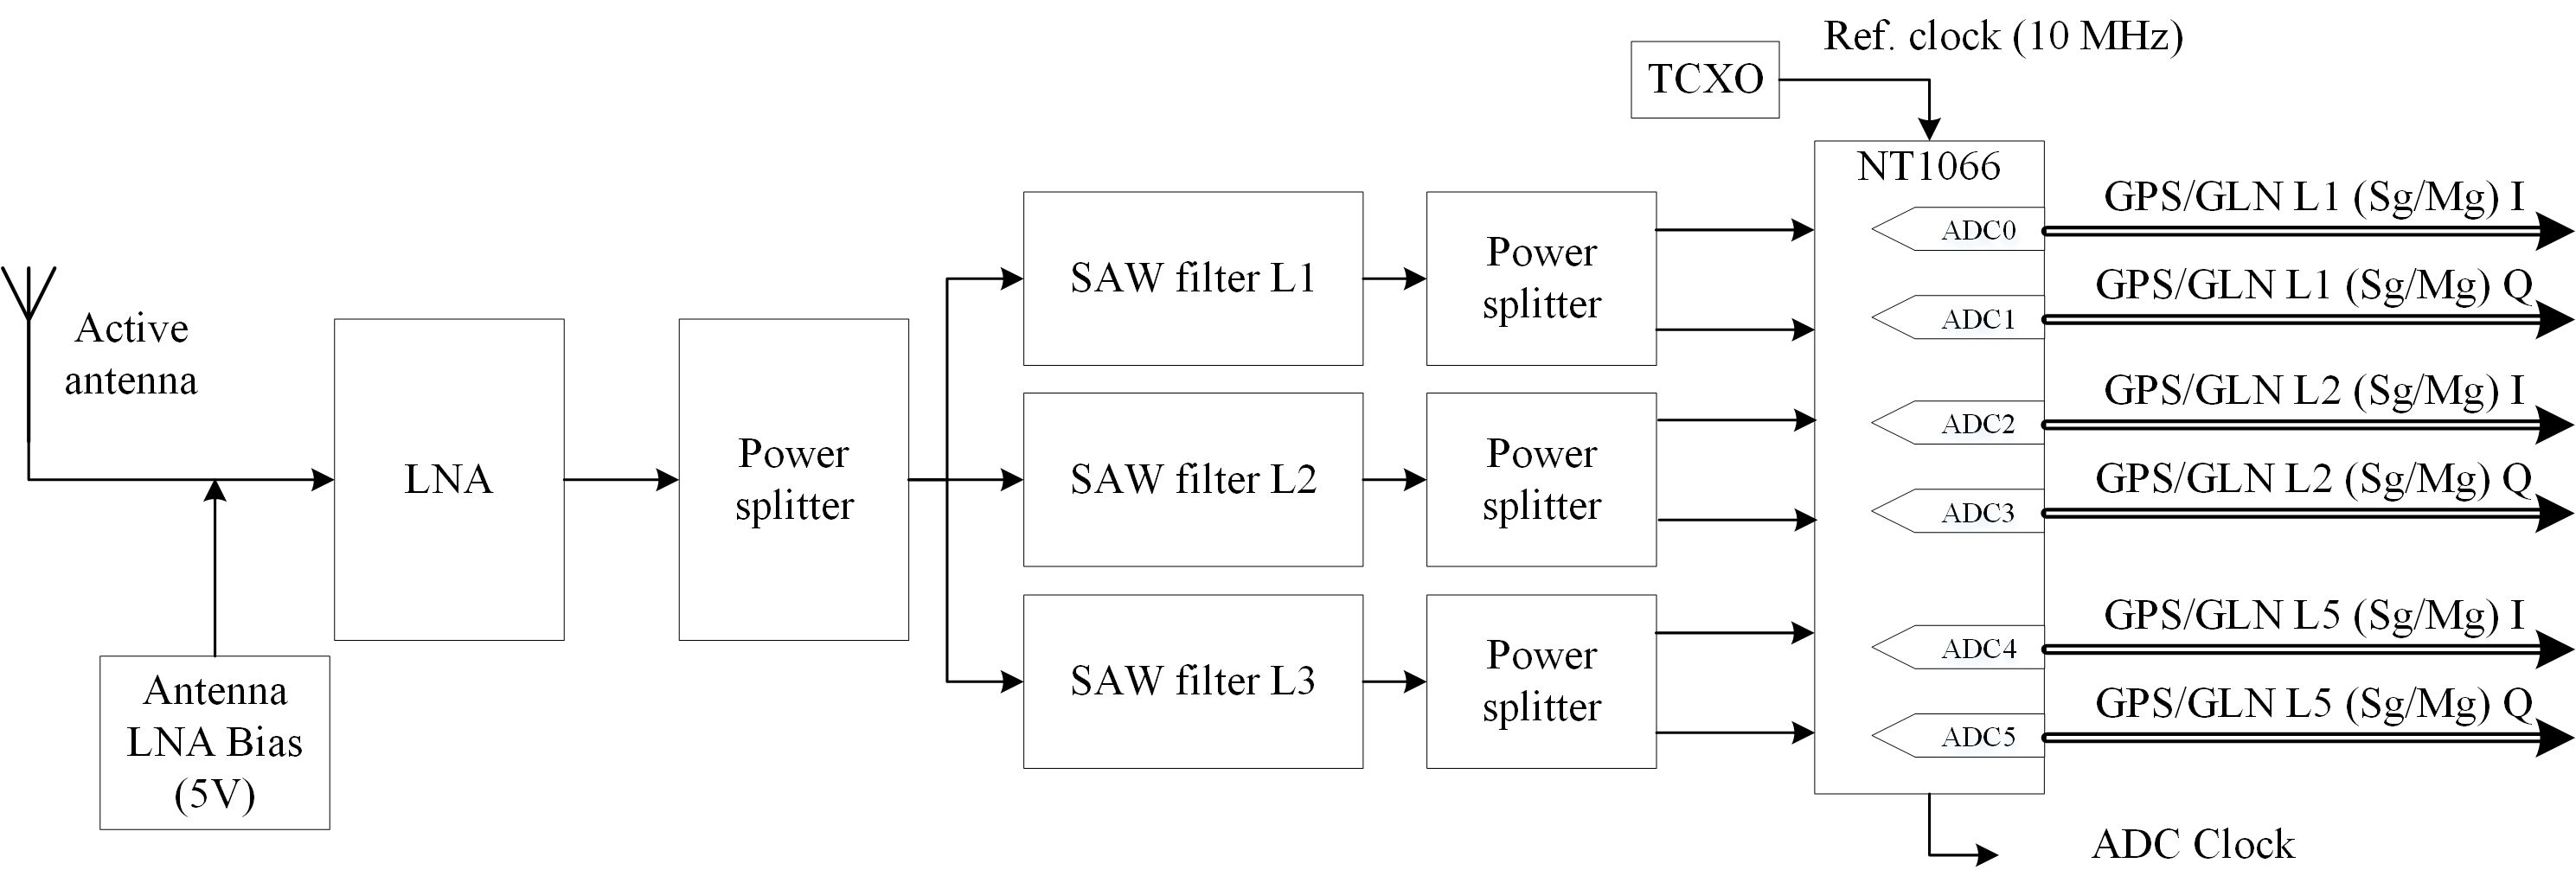 Ref. clock (10 MHz)
TCXO
NT1066
Active
antenna
Antenna
LNA Bias
(5V)
LNA
Power
splitter
SAW filter L1
SAW filter L2
SAW filter L3
Power
splitter
Power
splitter
Power
splitter
ADC0
ADC1
ADC2
ADC3
ADC4
ADC5
GPS/GLN L1 (Sg/Mg) I
GPS/GLN L1 (Sg/Mg) Q
GPS/GLN L2 (Sg/Mg) I
GPS/GLN L2 (Sg/Mg) Q
GPS/GLN L5 (Sg/Mg) I
GPS/GLN L5 (Sg/Mg) Q
ADC Clock